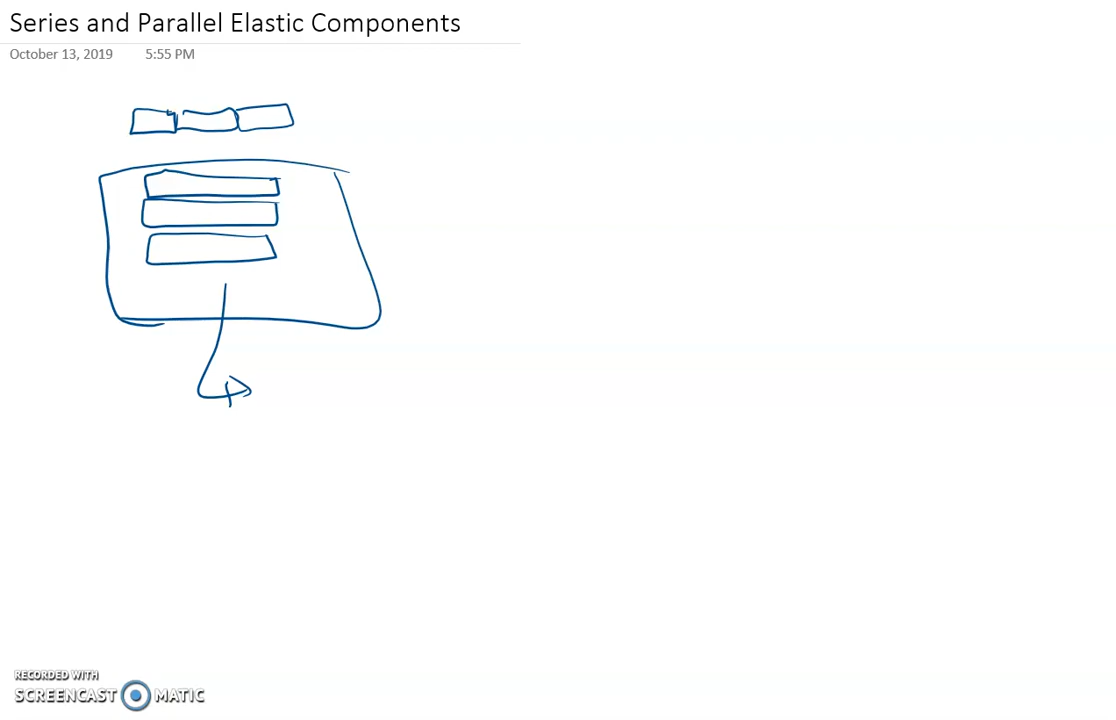 Series and Parallel Elastic Components
October 13, 2019 5:55 PM
RECORDED WITH
SCREENCAST MATIC